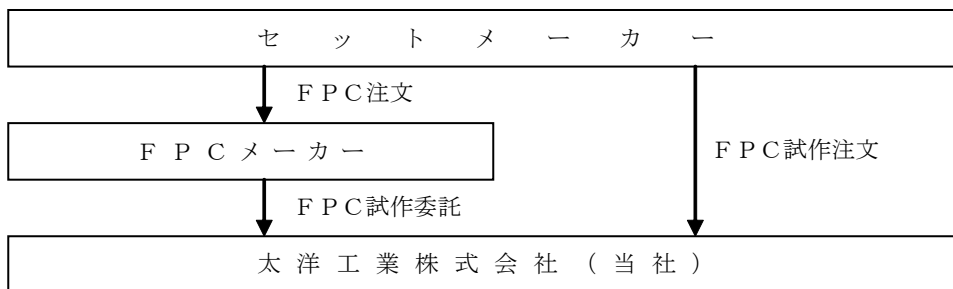 セットメーカー
ＦＰＣ注文
ＦＰＣメーカー
ＦＰＣ試作注文
ＦＰＣ試作委託
太洋工業株式会社（当社）